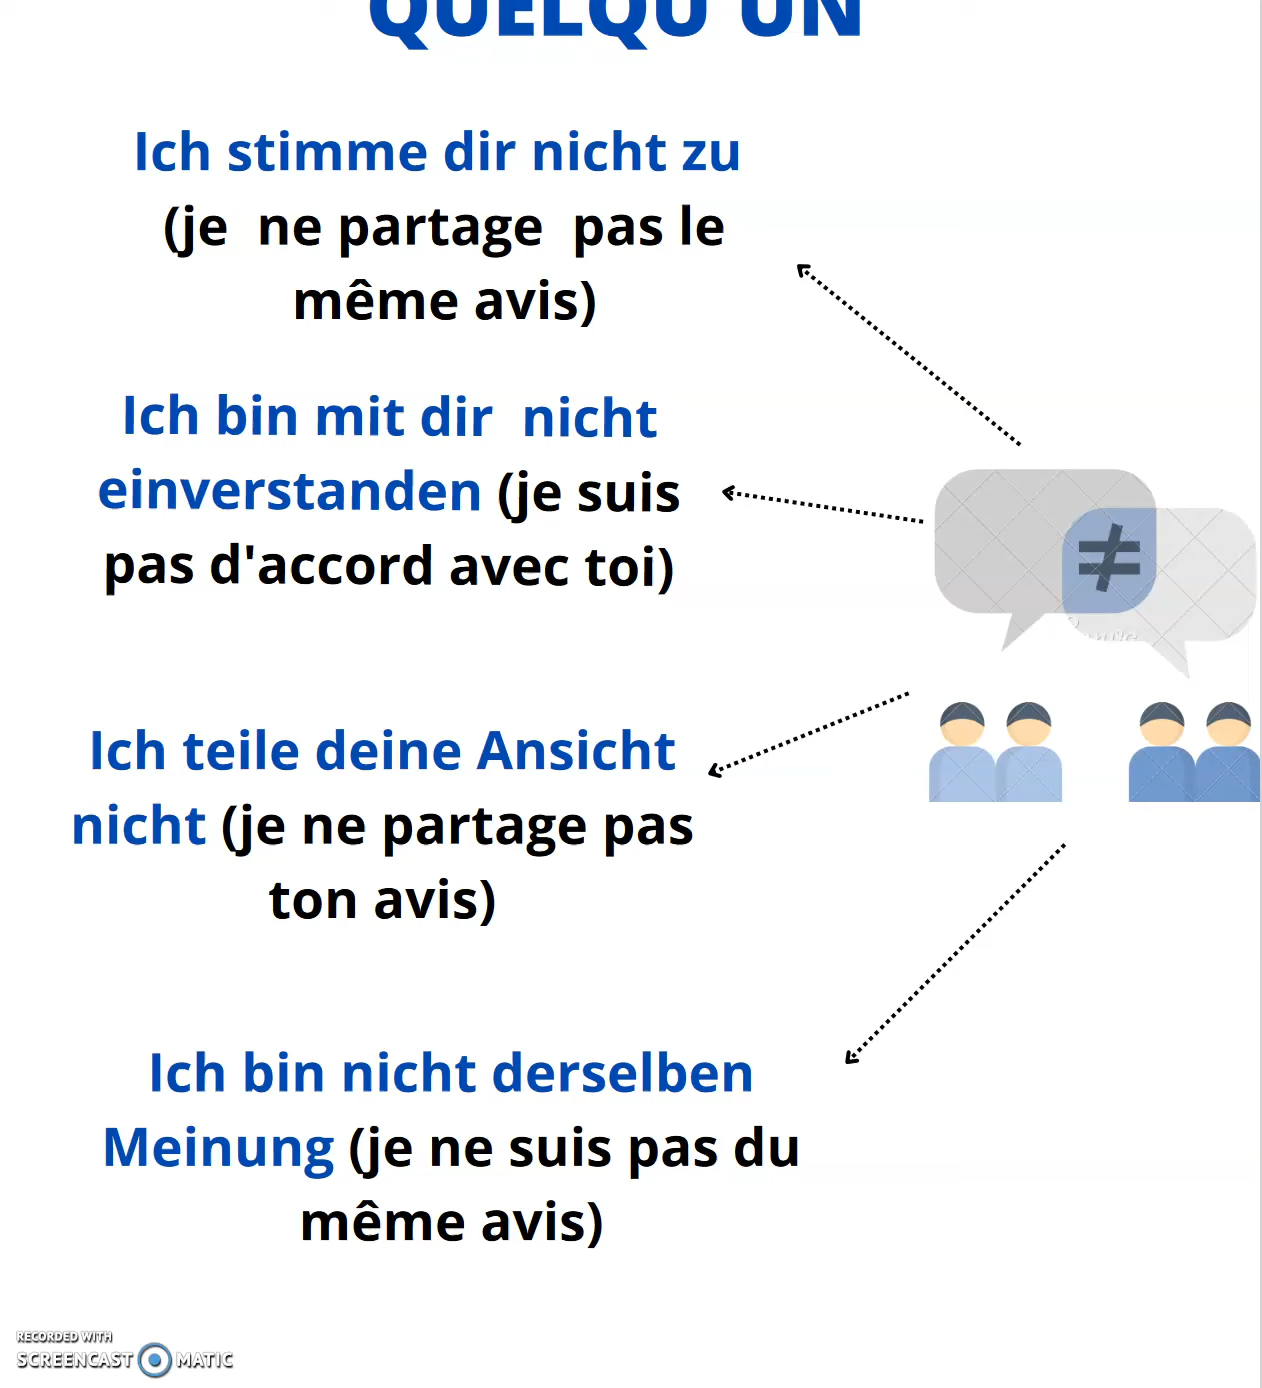 QUELQU'UN
Ich stimme dir nicht zu
(je ne partage pas le
même avis)
Ich bin mit dir nicht
einverstanden (je suis
pas d'accord avec toi)
Ich teile deine Ansicht
nicht (je ne partage pas
ton avis)
Ich bin nicht derselben
Meinung (je ne suis pas du
même avis)
RECORDED WITH
SCREENCAST MATIC